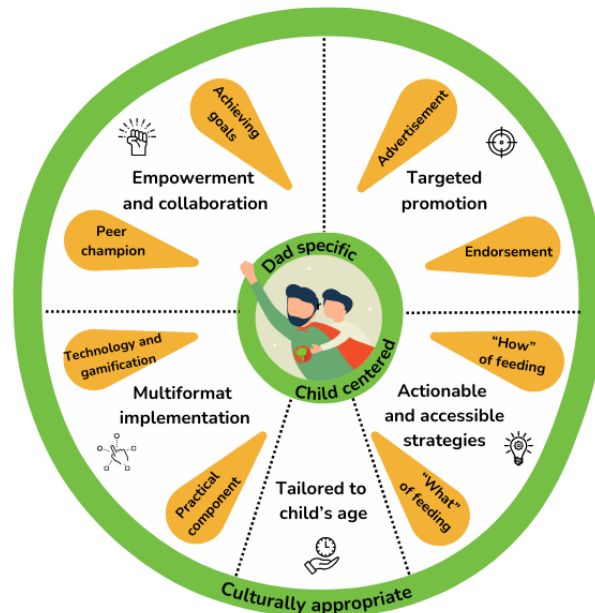 Achieving
goals
Empowerment
and collaboration
Peer
champion
Advertisement
Targeted
promotion
Endorsement
Dad specific
Child centered
Technology and
gamification
Multiformat
implementation
Practical
component
"How"
of feeding
Actionable
and accessible
strategies
"What"
of feeding
Tailored to
child's age
Culturally appropriate